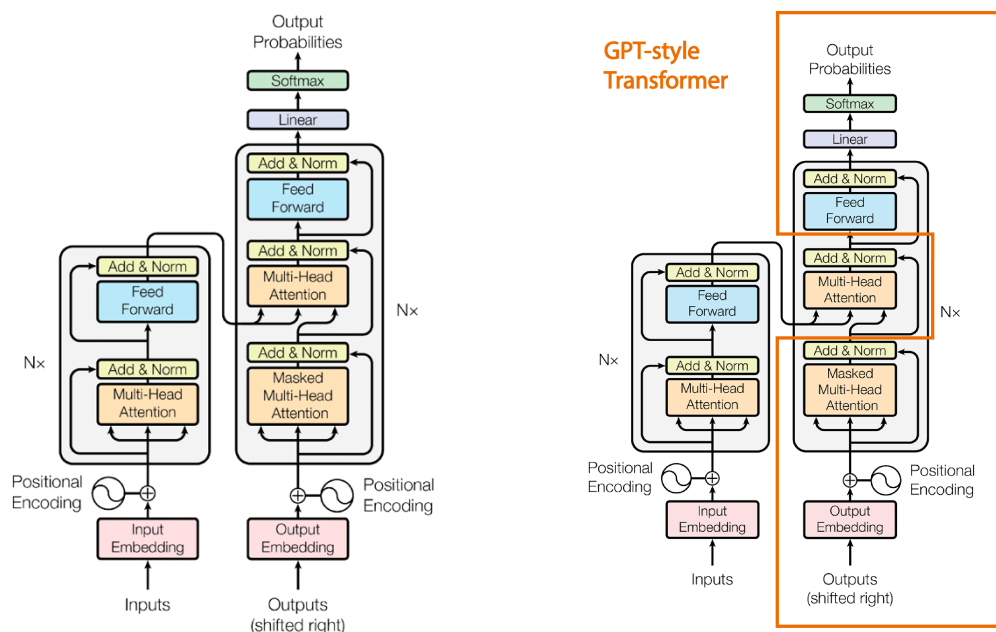 Output
Probabilities
Softmax
Linear
Add & Norm
Feed
Forward
Add & Norm
Multi-Head
Attention
Nx
Add & Norm
Masked
Multi-Head
Attention
Add & Norm
Feed
Forward
Nx
Add & Norm
Multi-Head
Attention
Positional
Encoding
Positional
Encoding
Input
Embedding
Output
Embedding
Inputs
Outputs
(shifted right)
GPT-style
Transformer
Output
Probabilities
Softmax
Linear
Add & Norm
Feed
Forward
Add & Norm
Multi-Head
Attention
Nx
Add & Norm
Masked
Multi-Head
Attention
Add & Norm
Feed
Forward
Nx
Add & Norm
Multi-Head
Attention
Positional
Encoding
Positional
Encoding
Input
Embedding
Output
Embedding
Inputs
Outputs
(shifted right)